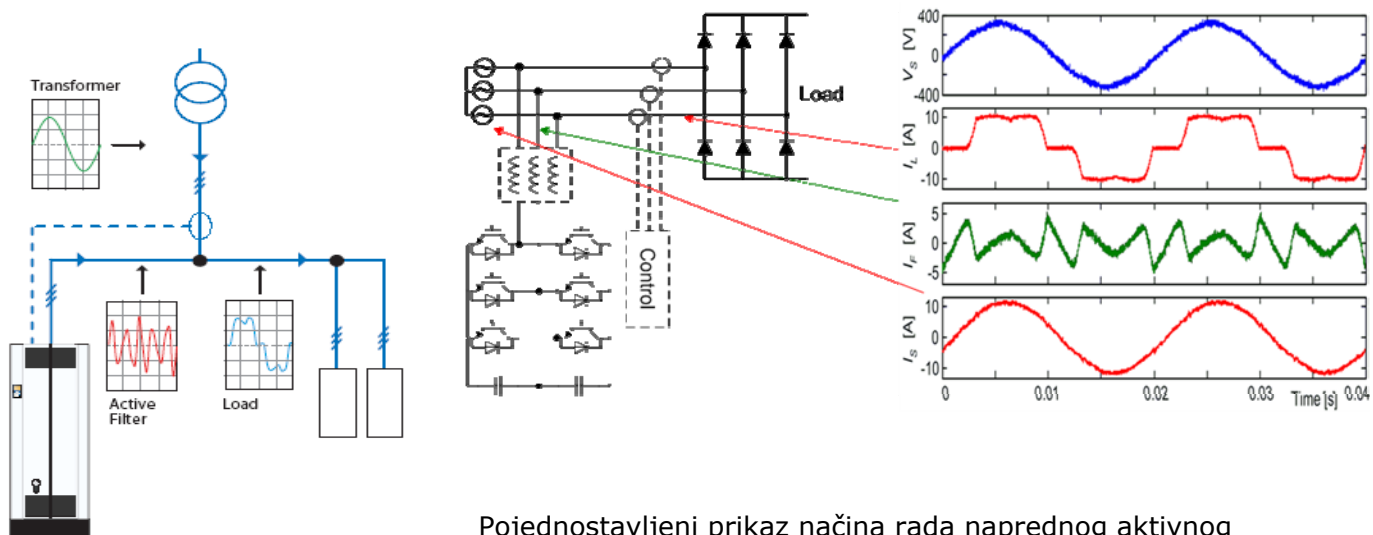 Transformer
Active
Filter
Load
Load
Control
400
0
-400
V_S [V]
10
0
-10
I_L [A]
5
0
-5
I_F [A]
10
0
-10
I_S [A]
0
0.01
0.02
0.03
Time [s]
0.04
Pojednostavljeni prikaz načina rada naprednog aktivnog